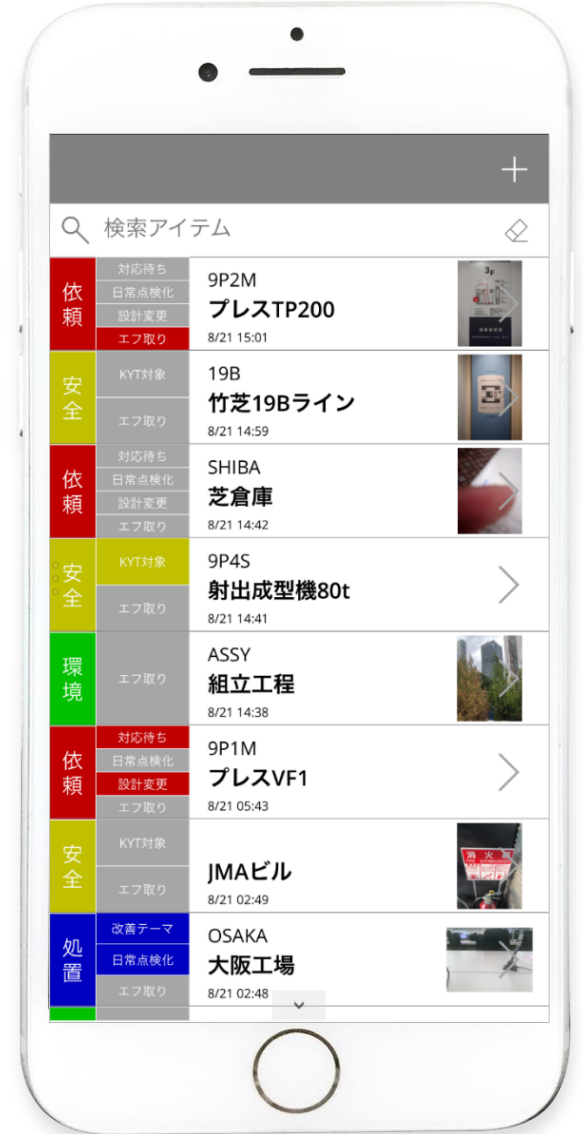 検索アイテム
依頼
対応待ち
日常点検化
設計変更
エフ取り
9P2M
プレスTP200
8/21 15:01
3F
安全
KYT対象
エフ取り
19B
竹芝19Bライン
8/21 14:59
依頼
対応待ち
日常点検化
設計変更
エフ取り
SHIBA
芝倉庫
8/21 14:42
安全
KYT対象
エフ取り
9P4S
射出成型機80t
8/21 14:41
環境
エフ取り
ASSY
組立工程
8/21 14:38
依頼
対応待ち
日常点検化
設計変更
エフ取り
9P1M
プレスVF1
8/21 05:43
安全
KYT対象
エフ取り
JMAビル
8/21 02:49
消火器
処置
改善テーマ
日常点検化
エフ取り
OSAKA
大阪工場
8/21 02:48